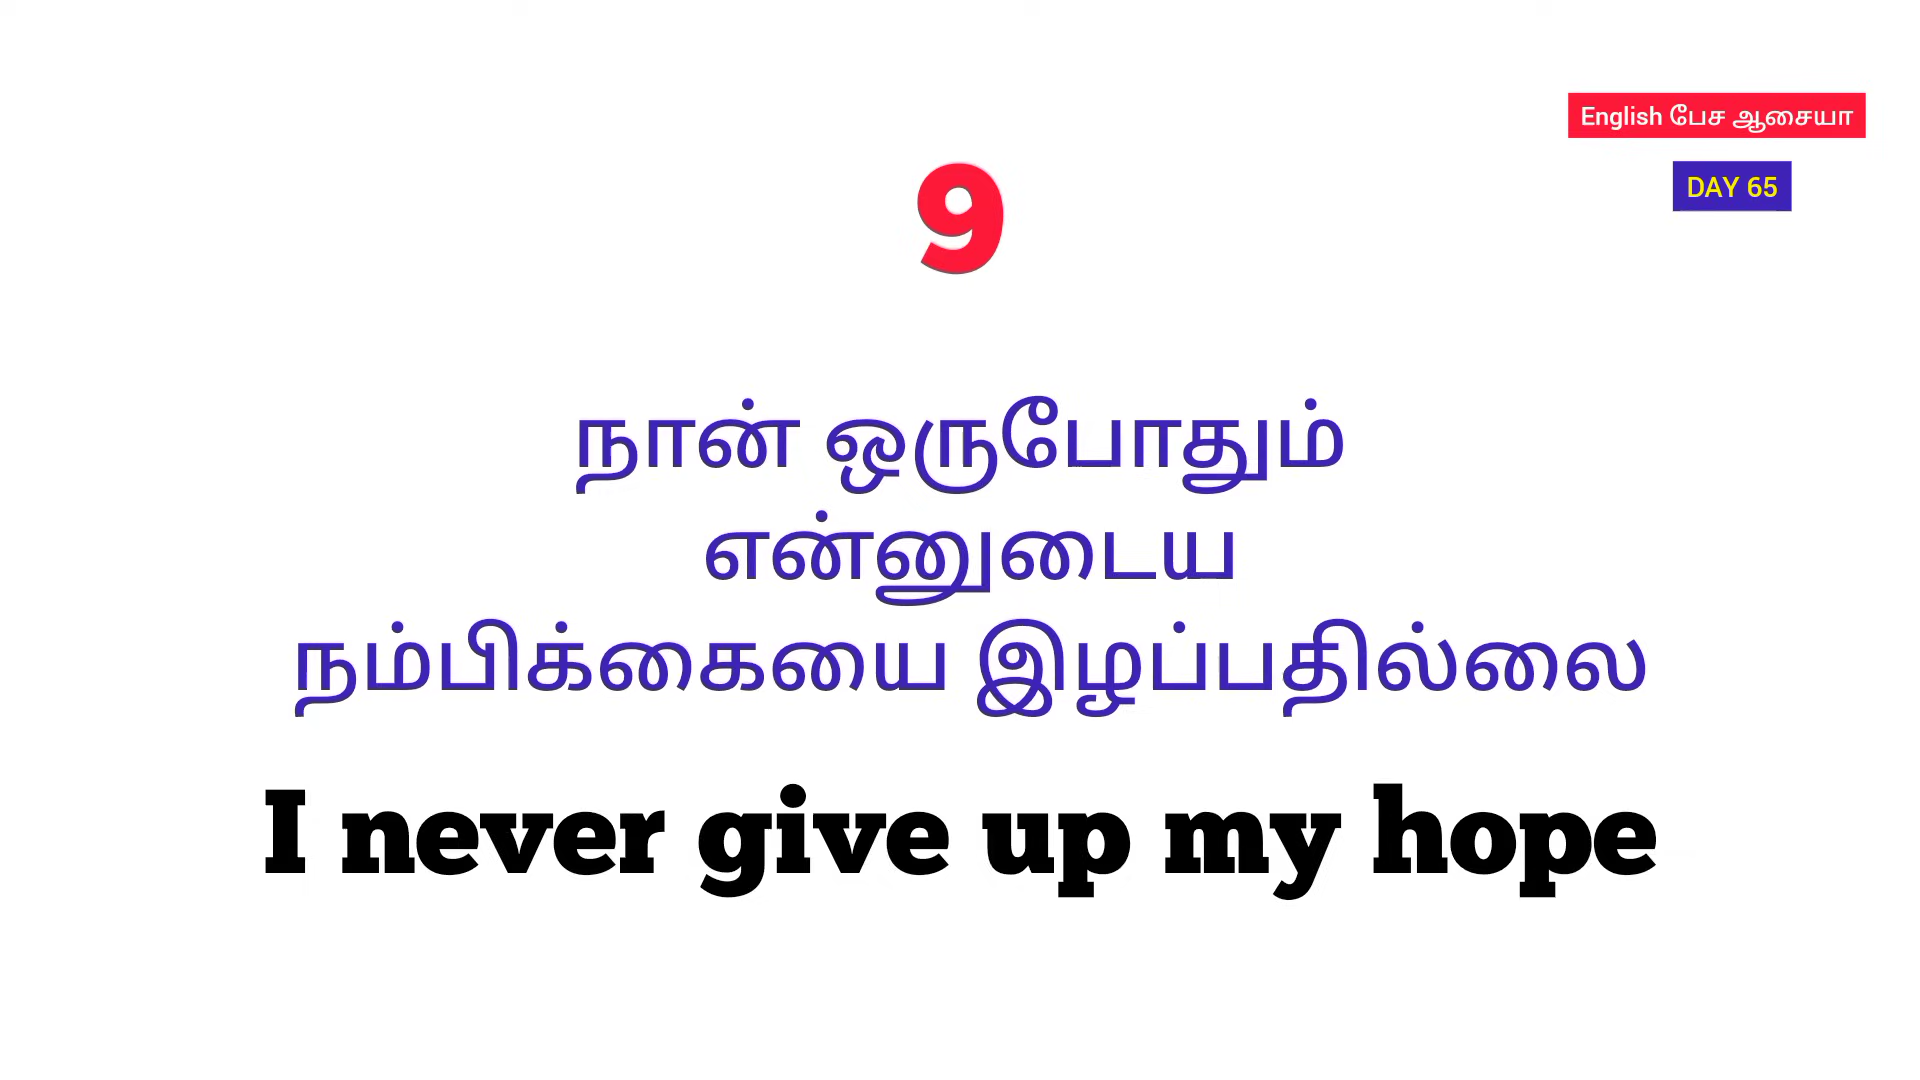 English பேச ஆசையா
DAY 65
9
நான் ஒருபோதும்
என்னுடைய
நம்பிக்கையை இழப்பதில்லை
I never give up my hope